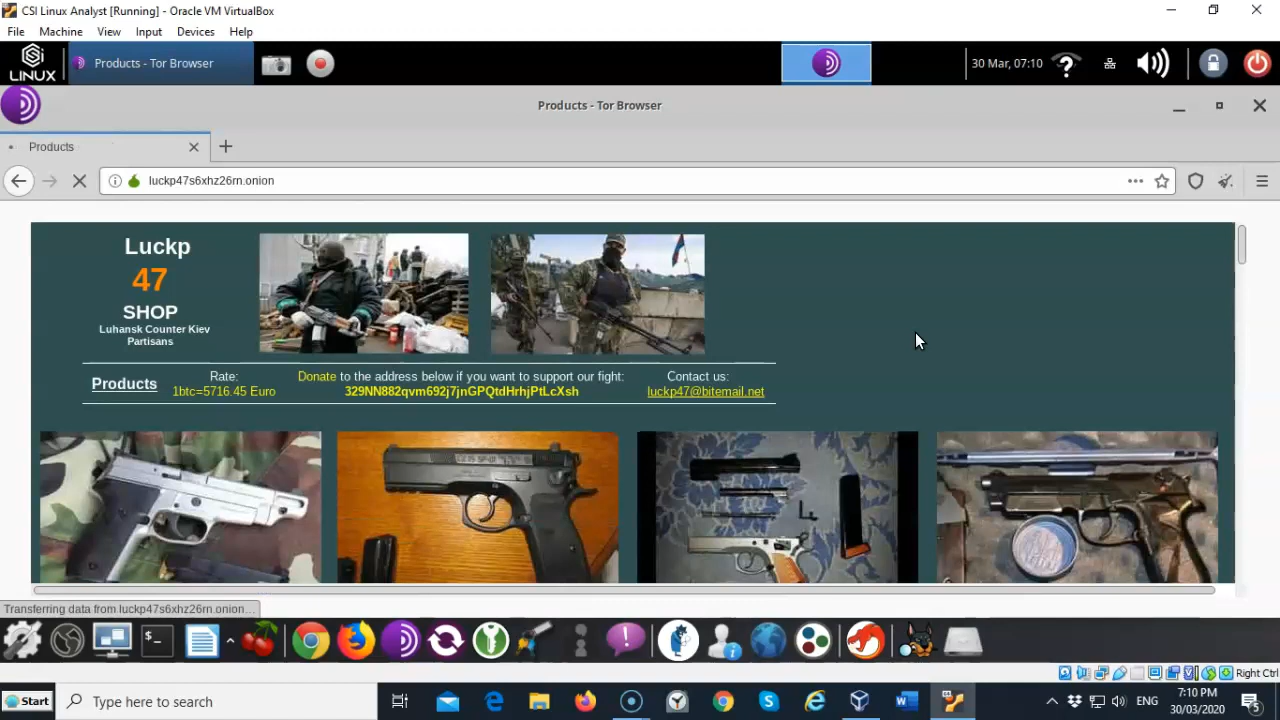 CSI Linux Analyst [Running] - Oracle VM VirtualBox
File Machine View Input Devices Help
LINUX
Products - Tor Browser
30 Mar, 07:10
Products - Tor Browser
Products
luckp47s6xhz26rn.onion
Luckp
47
SHOP
Luhansk Counter Kiev
Partisans
Products
Rate:
1btc=5716.45 Euro
Donate to the address below if you want to support our fight:
329NN882qvm692j7jnGPQtdHrhjPtLcXsh
Contact us:
luckp47@bitemail.net
Transferring data from luckp47s6xhz26rn.onion…
Right Ctrl
Start
Type here to search
ENG
7:10 PM
30/03/2020
5